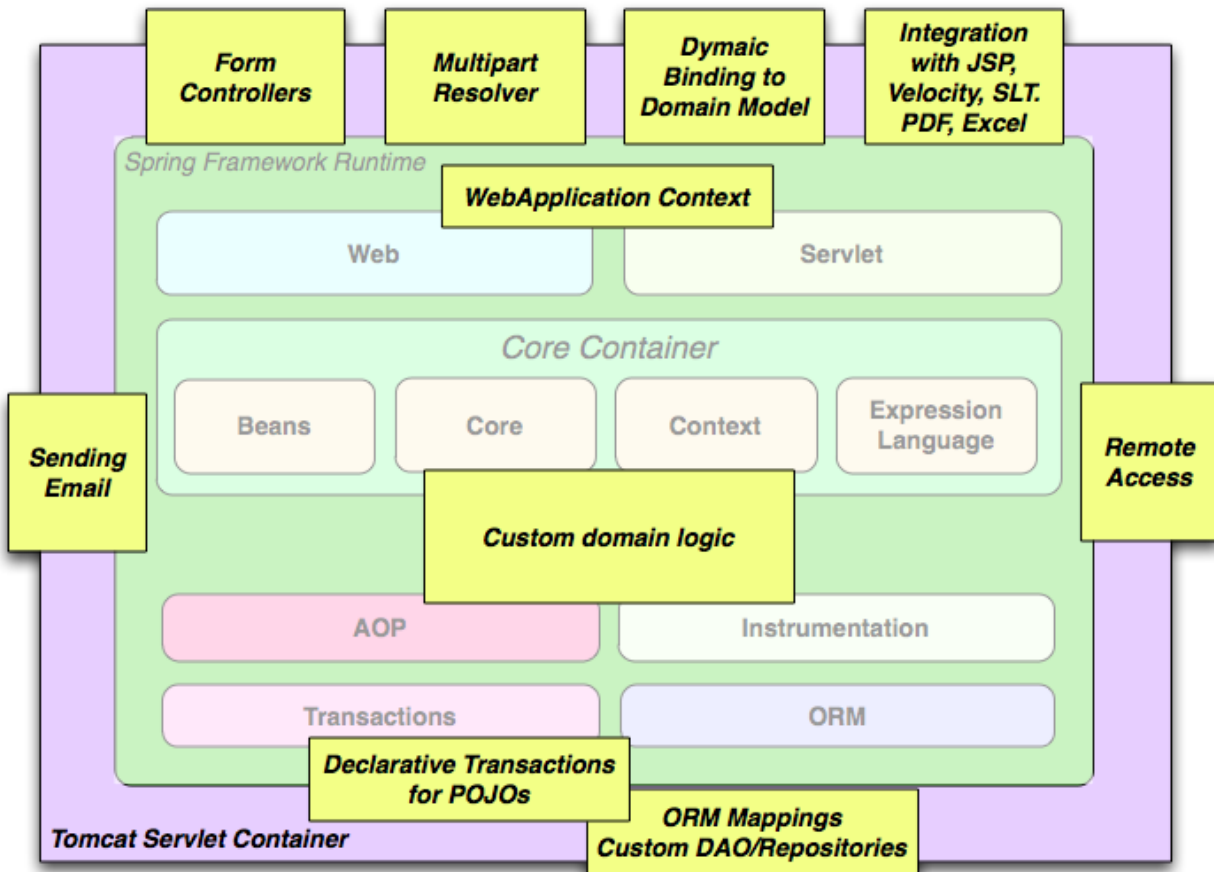 Form
Controllers
Multipart
Resolver
Dymaic
Binding to
Domain Model
Integration
with JSP,
Velocity, SLT.
PDF, Excel
Spring Framework Runtime
WebApplication Context
Web
Servlet
Core Container
Beans
Core
Context
Expression
Language
Sending
Email
Remote
Access
Custom domain logic
AOP
Instrumentation
Transactions
ORM
Declarative Transactions
for POJOs
ORM Mappings
Custom DAO/Repositories
Tomcat Servlet Container